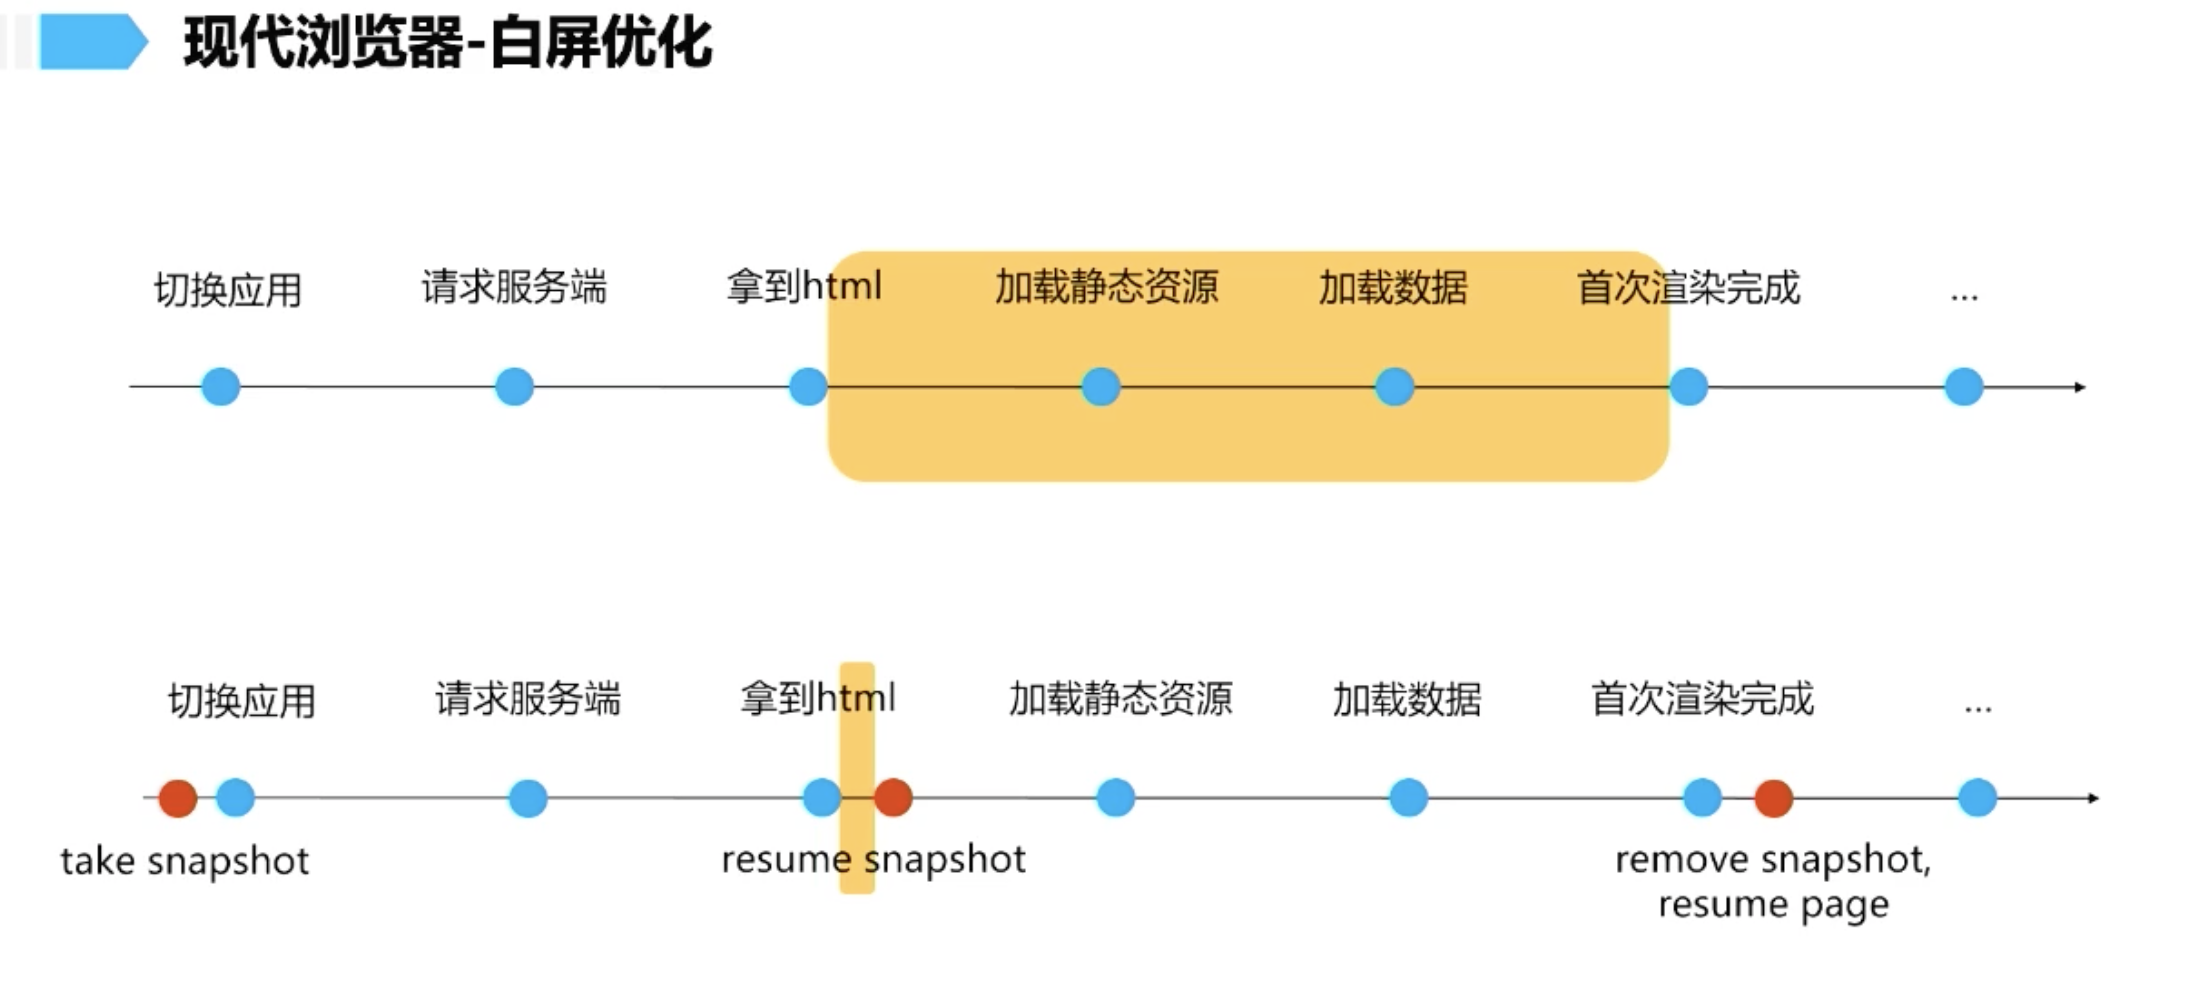 现代浏览器-白屏优化
切换应用
请求服务端
拿到html
加载静态资源
加载数据
首次渲染完成
...
切换应用
请求服务端
拿到html
加载静态资源
加载数据
首次渲染完成
...
take snapshot
resume snapshot
remove snapshot,
resume page